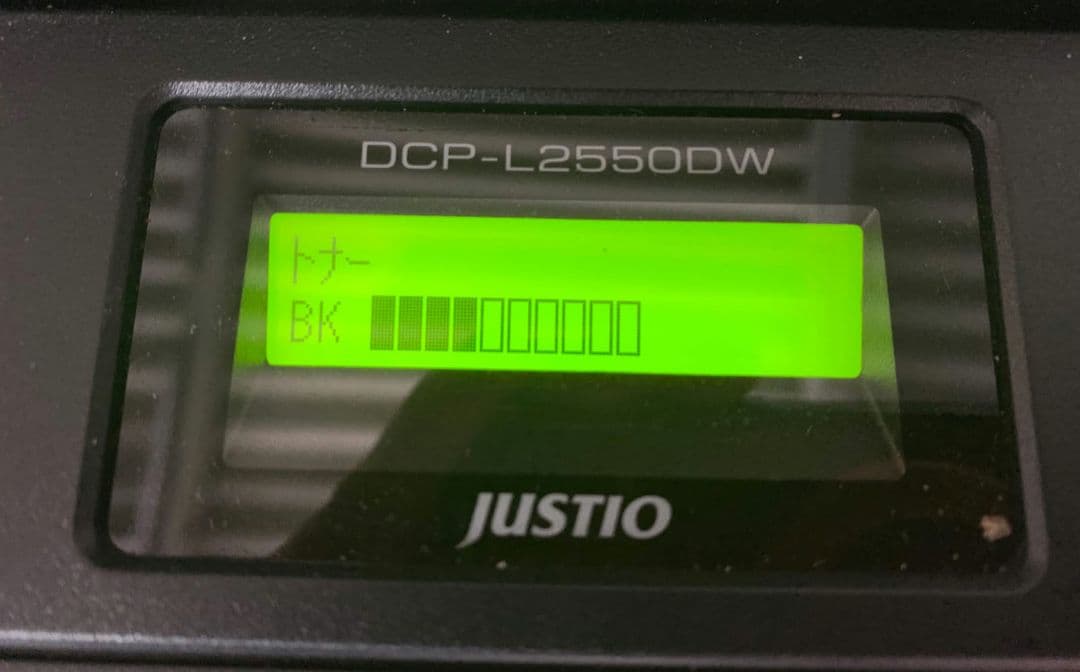 DCP-L2550DW
トナー
BK
JUSTIO